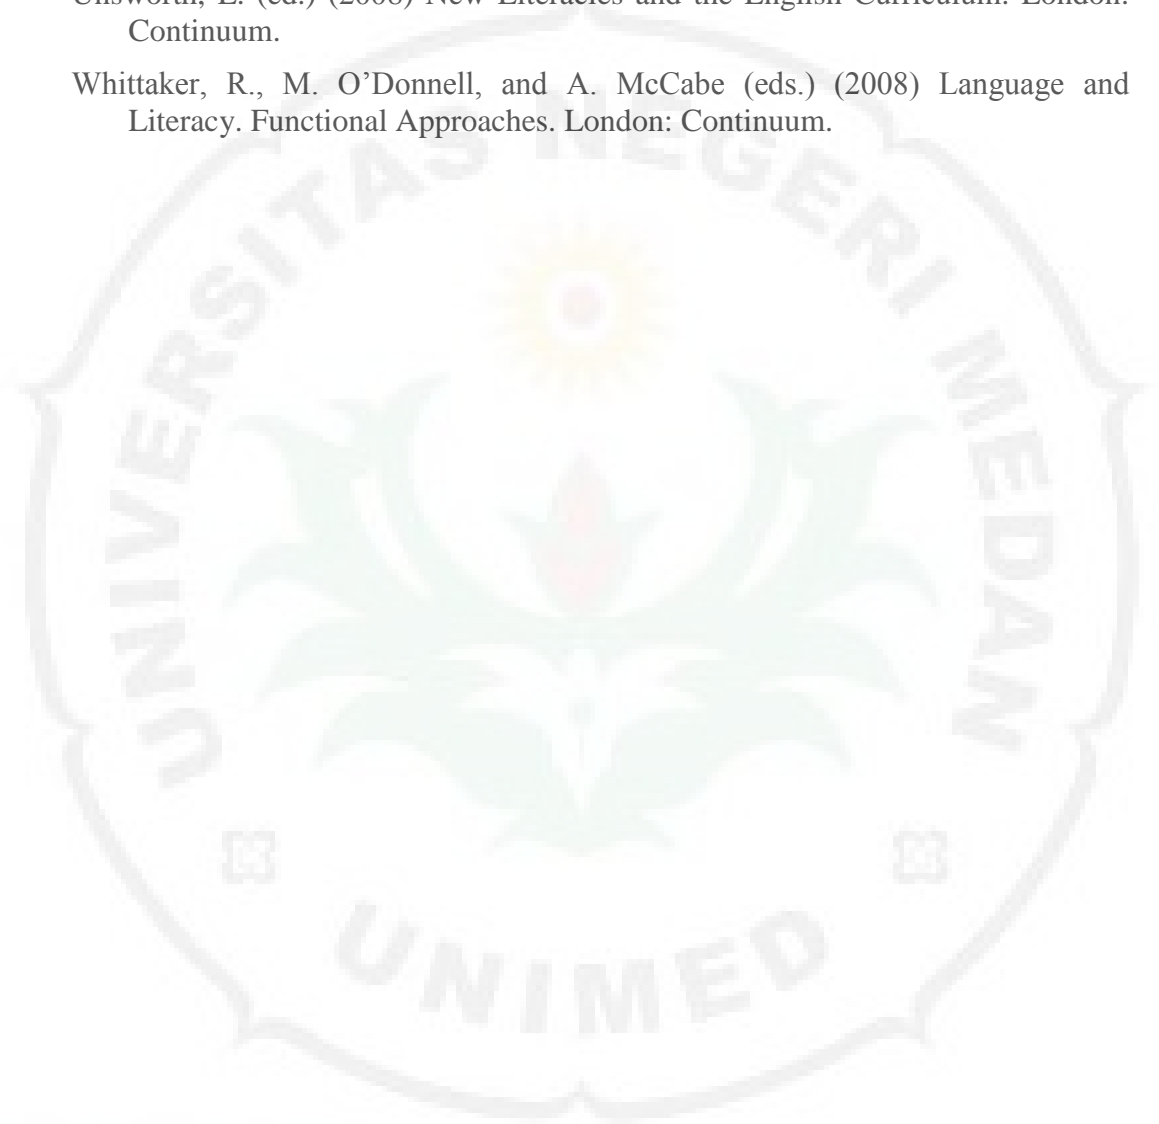 Unsworth, L. (ed.) (2008) New Literacies and the English Curriculum. London:
Continuum.
Whittaker, R., M. O’Donnell, and A. McCabe (eds.) (2008) Language and
Literacy. Functional Approaches. London: Continuum.
UNIVERSITAS NEGERI MEDAN
UNIMED